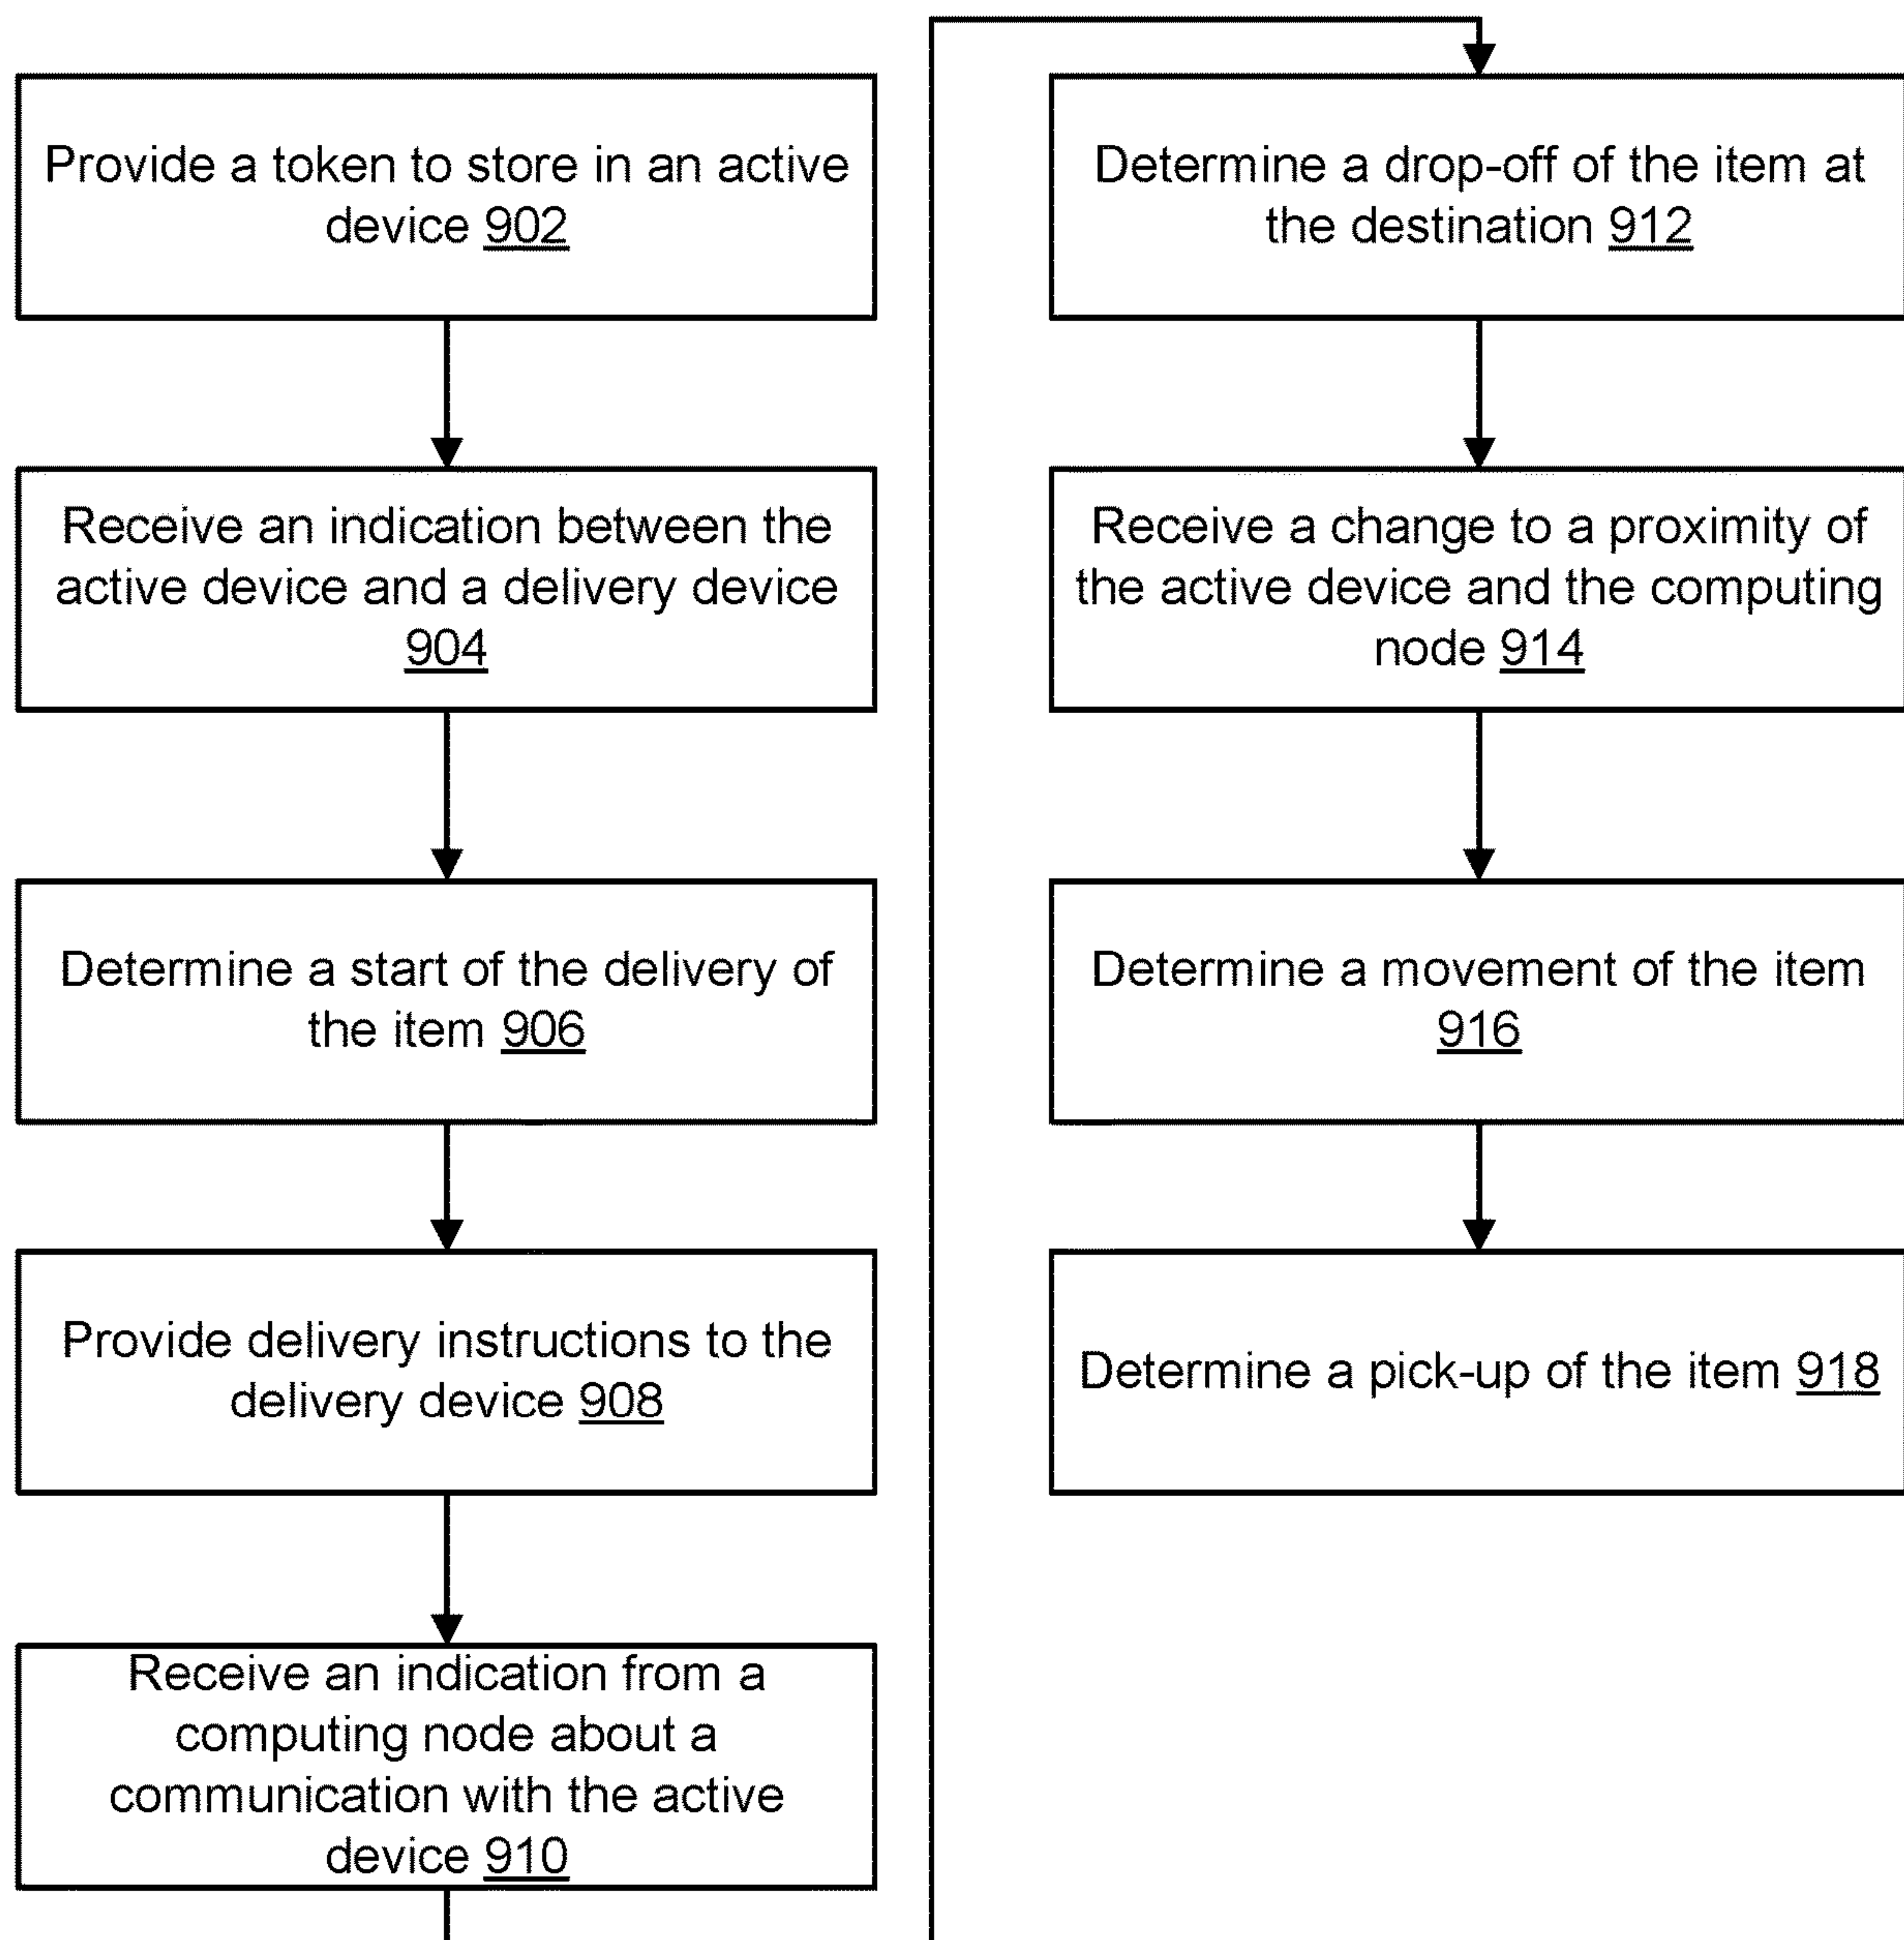 Provide a token to store in an active
device 902
Receive an indication between the
active device and a delivery device
904
Determine a start of the delivery of
the item 906
Provide delivery instructions to the
delivery device 908
Receive an indication from a
computing node about a
communication with the active
device 910
Determine a drop-off of the item at
the destination 912
Receive a change to a proximity of
the active device and the computing
node 914
Determine a movement of the item
916
Determine a pick-up of the item 918